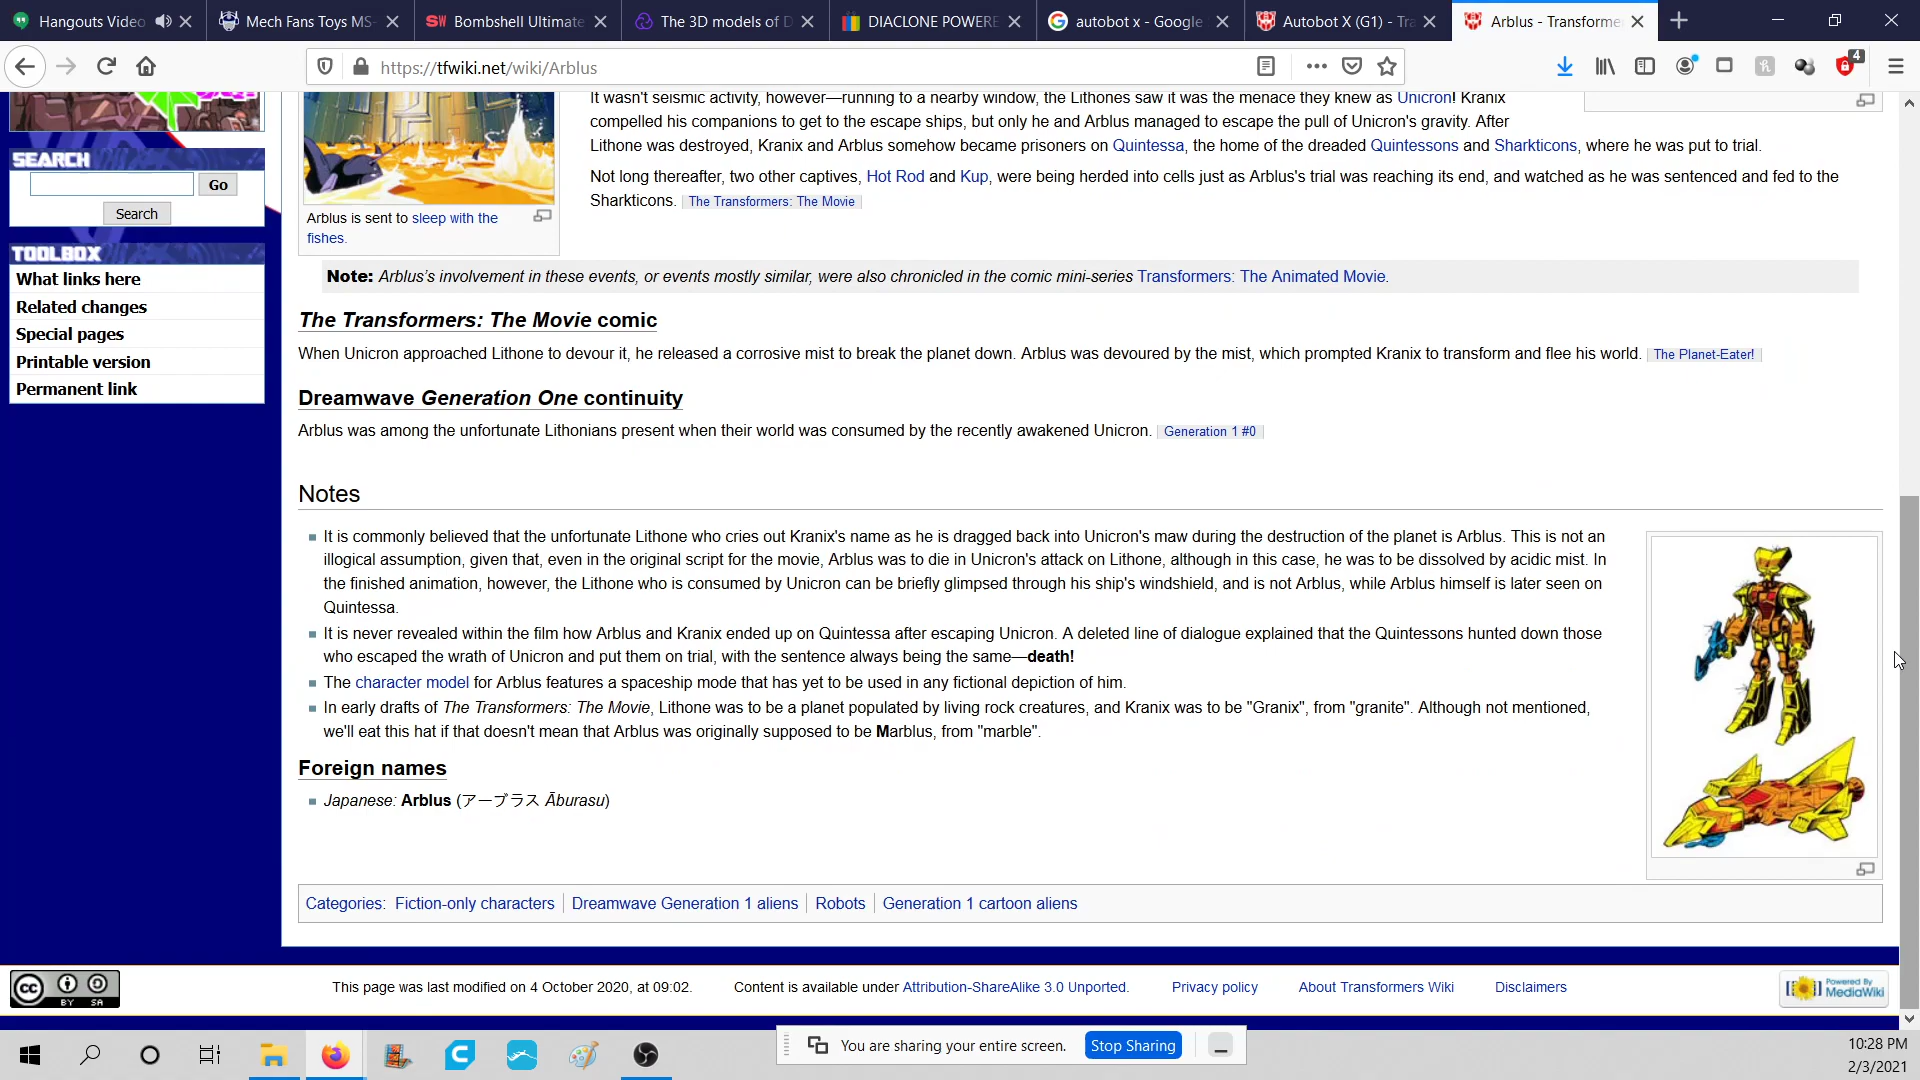 Hangouts Video
Mech Fans Toys MS-
Bombshell Ultimate
The 3D models of D
DIACLONE POWERE
autobot x - Google
Autobot X (G1) - Tra
Arblus - Transforme
https://tfwiki.net/wiki/Arblus
4
It wasn't seismic activity, however—running to a nearby window, the Lithones saw it was the menace they knew as Unicron! Kranix
compelled his companions to get to the escape ships, but only he and Arblus managed to escape the pull of Unicron's gravity. After
Lithone was destroyed, Kranix and Arblus somehow became prisoners on Quintessa, the home of the dreaded Quintessons and Sharkticons, where he was put to trial.
Not long thereafter, two other captives, Hot Rod and Kup, were being herded into cells just as Arblus's trial was reaching its end, and watched as he was sentenced and fed to the
Sharkticons. The Transformers: The Movie
Arblus is sent to sleep with the
fishes.
SEARCH
Go
Search
TOOLBOX
What links here
Related changes
Special pages
Printable version
Permanent link
Note: Arblus's involvement in these events, or events mostly similar, were also chronicled in the comic mini-series Transformers: The Animated Movie.
The Transformers: The Movie comic
When Unicron approached Lithone to devour it, he released a corrosive mist to break the planet down. Arblus was devoured by the mist, which prompted Kranix to transform and flee his world. The Planet-Eater!
Dreamwave Generation One continuity
Arblus was among the unfortunate Lithonians present when their world was consumed by the recently awakened Unicron. Generation 1 #0
Notes
It is commonly believed that the unfortunate Lithone who cries out Kranix's name as he is dragged back into Unicron's maw during the destruction of the planet is Arblus. This is not an
illogical assumption, given that, even in the original script for the movie, Arblus was to die in Unicron's attack on Lithone, although in this case, he was to be dissolved by acidic mist. In
the finished animation, however, the Lithone who is consumed by Unicron can be briefly glimpsed through his ship's windshield, and is not Arblus, while Arblus himself is later seen on
Quintessa.
It is never revealed within the film how Arblus and Kranix ended up on Quintessa after escaping Unicron. A deleted line of dialogue explained that the Quintessons hunted down those
who escaped the wrath of Unicron and put them on trial, with the sentence always being the same—death!
The character model for Arblus features a spaceship mode that has yet to be used in any fictional depiction of him.
In early drafts of The Transformers: The Movie, Lithone was to be a planet populated by living rock creatures, and Kranix was to be "Granix", from "granite". Although not mentioned,
we'll eat this hat if that doesn't mean that Arblus was originally supposed to be Marblus, from "marble".
Foreign names
Japanese: Arblus (アーブラス Āburasu)
Categories: Fiction-only characters Dreamwave Generation 1 aliens Robots Generation 1 cartoon aliens
cc BY SA
This page was last modified on 4 October 2020, at 09:02.
Content is available under Attribution-ShareAlike 3.0 Unported.
Privacy policy
About Transformers Wiki
Disclaimers
Powered By
MediaWiki
You are sharing your entire screen.
Stop Sharing
10:28 PM
2/3/2021